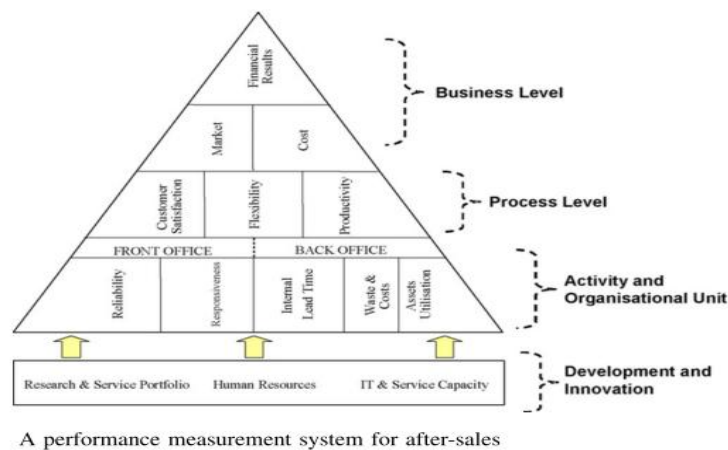 Financial
Results
Business Level
Market
Cost
Customer
Satisfaction
Flexibility
Productivity
Process Level
FRONT OFFICE
BACK OFFICE
Reliability
Responsiveness
Internal
Lead Time
Waste &
Costs
Assets
Utilisation
Activity and
Organisational Unit
Research & Service Portfolio
Human Resources
IT & Service Capacity
Development and
Innovation
A performance measurement system for after-sales